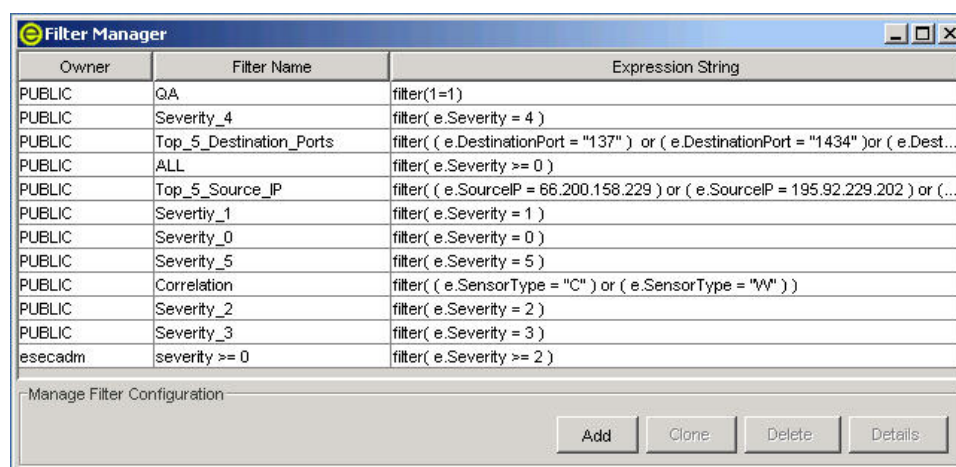 Filter Manager
Owner Filter Name Expression String
PUBLIC QA filter(1=1)
PUBLIC Severity_4 filter( e.Severity = 4 )
PUBLIC Top_5_Destination_Ports filter( ( e.DestinationPort = "137" ) or ( e.DestinationPort = "1434" )or ( e.Dest...
PUBLIC ALL filter( e.Severity >= 0 )
PUBLIC Top_5_Source_IP filter( ( e.SourceIP = 66.200.158.229 ) or ( e.SourceIP = 195.92.229.202 ) or (...
PUBLIC Severtiy_1 filter( e.Severity = 1 )
PUBLIC Severity_0 filter( e.Severity = 0 )
PUBLIC Severity_5 filter( e.Severity = 5 )
PUBLIC Correlation filter( ( e.SensorType = "C" ) or ( e.SensorType = "W" ) )
PUBLIC Severity_2 filter( e.Severity = 2 )
PUBLIC Severity_3 filter( e.Severity = 3 )
esecadm severity >= 0 filter( e.Severity >= 2 )
Manage Filter Configuration
Add Clone Delete Details